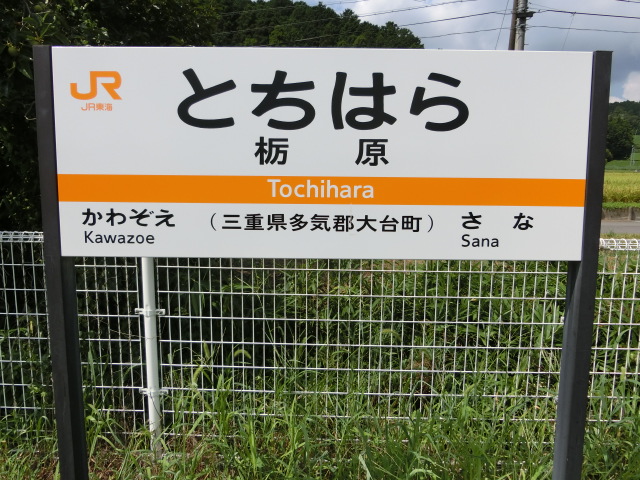 JR
JR東海
とちはら
栃 原
Tochihara
かわぞえ (三重県多気郡大台町) さ な
Kawazoe Sana